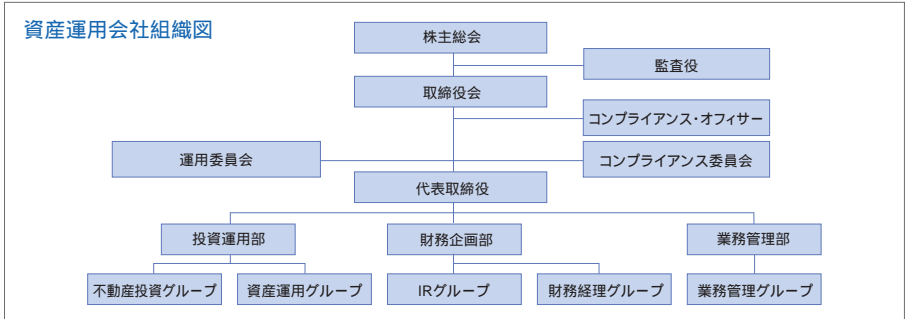 資産運用会社組織図
株主総会
監査役
取締役会
コンプライアンス・オフィサー
運用委員会
コンプライアンス委員会
代表取締役
投資運用部
財務企画部
業務管理部
不動産投資グループ
資産運用グループ
IRグループ
財務経理グループ
業務管理グループ